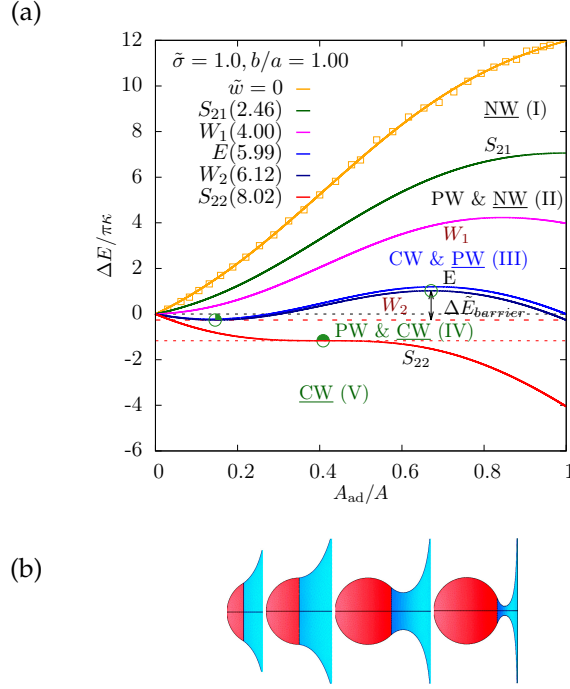 (a)
ΔE/πκ
12
10
8
6
4
2
0
-2
-4
-6
σ̃ = 1.0, b/a = 1.00
w̃ = 0
S₂₁(2.46)
W₁(4.00)
E(5.99)
W₂(6.12)
S₂₂(8.02)
NW (I)
S₂₁
PW & NW (II)
W₁
CW & PW (III)
E
W₂
ΔẼ_barrier
PW & CW (IV)
S₂₂
CW (V)
0 0.2 0.4 0.6 0.8 1
A_ad/A
(b)